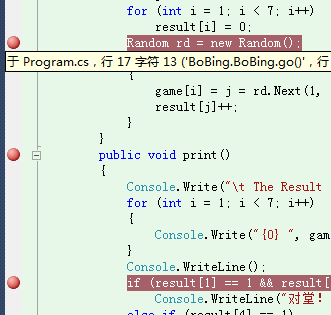 for (int i = 1; i < 7; i++)
result[i] = 0;
Random rd = new Random();
于 Program.cs, 行 17 字符 13 ('BoBing.BoBing.go()', 行
{
game[i] = j = rd.Next(1,
result[j]++;
}
}
public void print()
{
Console.Write("\t The Result
for (int i = 1; i < 7; i++)
{
Console.Write("{0} ", gam
}
Console.WriteLine();
if (result[1] == 1 && result[
Console.WriteLine("对堂!
else if (result[4] == 1)